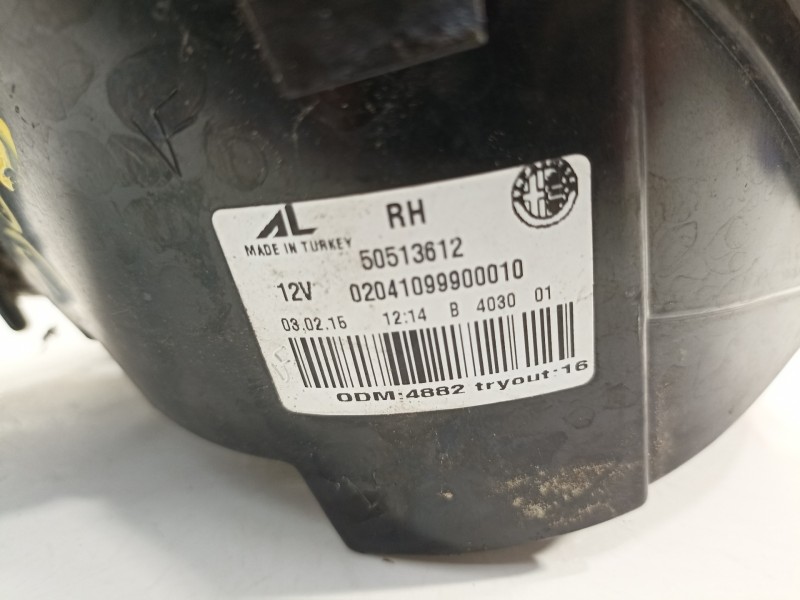 AL RH
MADE IN TURKEY
50513612
12V 02041099900010
03.02.15 12:14 B 4030 01
ODM:4882 tryout:16